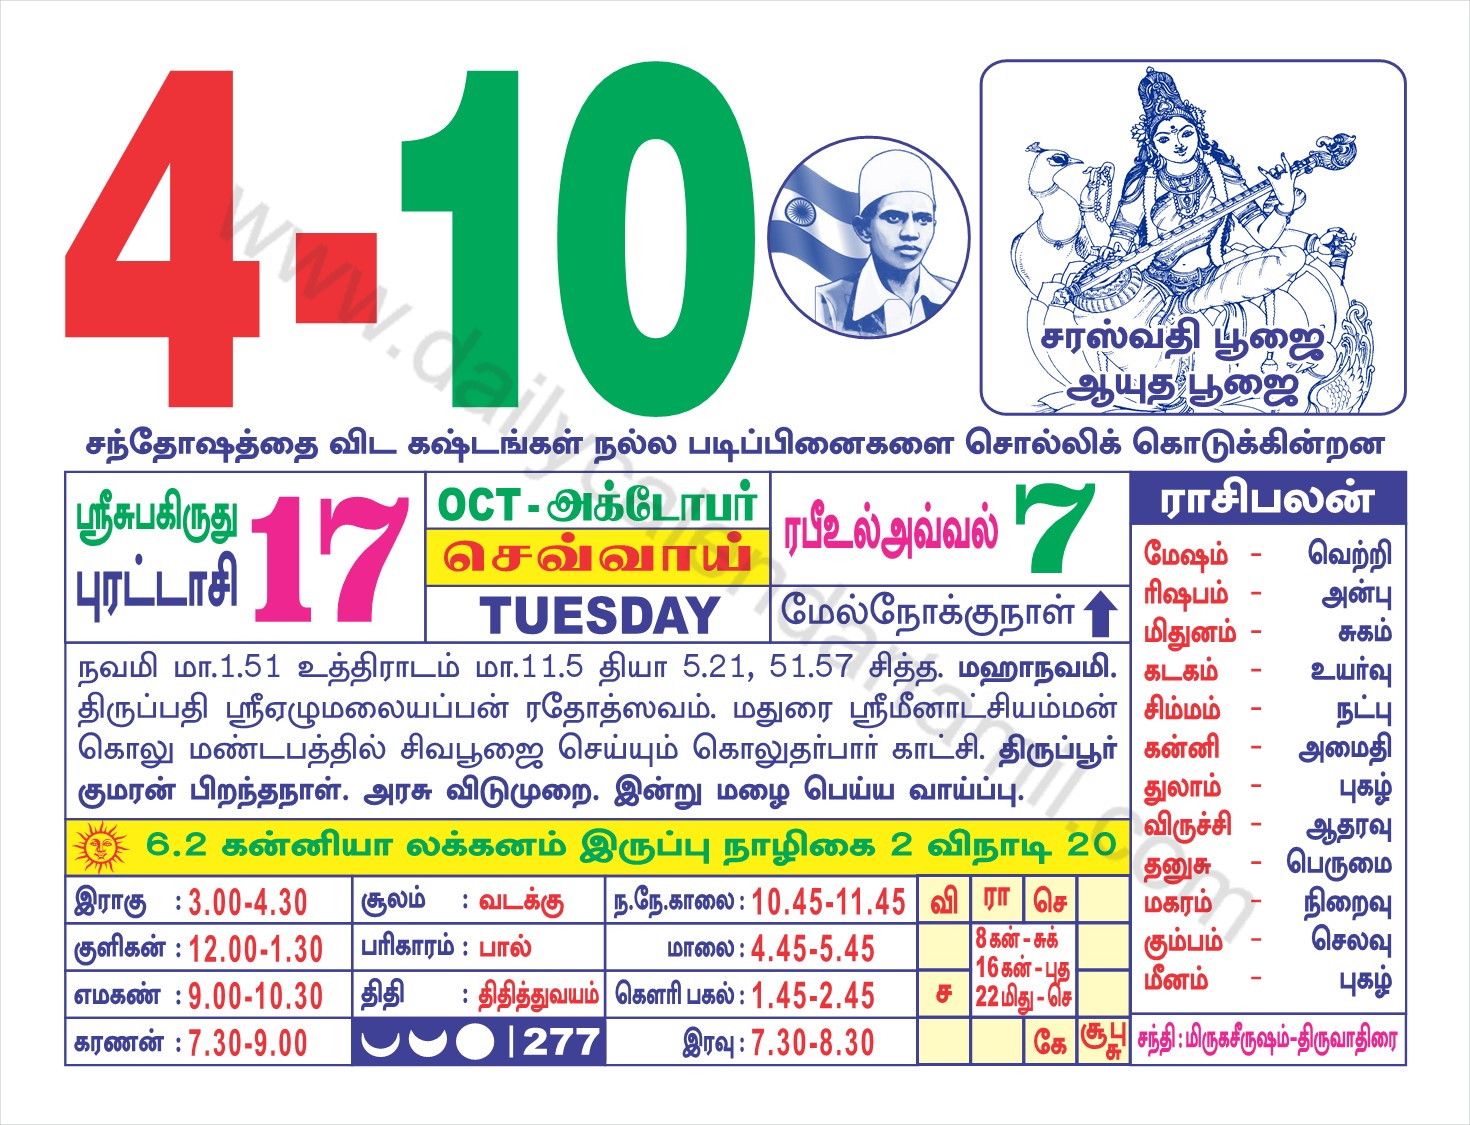 4-10
சரஸ்வதி பூஜை
ஆயுத பூஜை
சந்தோஷத்தை விட கஷ்டங்கள் நல்ல படிப்பினைகளை சொல்லிக் கொடுக்கின்றன
ஸ்ரீசுபகிருது
புரட்டாசி 17
OCT - அக்டோபர்
செவ்வாய்
TUESDAY
ரபீஉல்அவ்வல் 7
மேல்நோக்குநாள்
நவமி மா.1.51 உத்திராடம் மா.11.5 தியா 5.21, 51.57 சித்த. மஹாநவமி.
திருப்பதி ஸ்ரீஏழுமலையப்பன் ரதோத்ஸவம். மதுரை ஸ்ரீமீனாட்சியம்மன்
கொலு மண்டபத்தில் சிவபூஜை செய்யும் கொலுதர்பார் காட்சி. திருப்பூர்
குமரன் பிறந்தநாள். அரசு விடுமுறை. இன்று மழை பெய்ய வாய்ப்பு.
6.2 கன்னியா லக்கனம் இருப்பு நாழிகை 2 விநாடி 20
இராகு : 3.00-4.30
குளிகன் : 12.00-1.30
எமகண் : 9.00-10.30
கரணன் : 7.30-9.00
சூலம் : வடக்கு
பரிகாரம் : பால்
திதி : திதித்துவயம்
277
ந.நே.காலை : 10.45-11.45
மாலை : 4.45-5.45
கௌரி பகல் : 1.45-2.45
இரவு : 7.30-8.30
வி ரா செ
8 கன் - சுக்
16 கன் - புத
22 மிது - செ
ச
கே சூ பு சு
ராசிபலன்
மேஷம் - வெற்றி
ரிஷபம் - அன்பு
மிதுனம் - சுகம்
கடகம் - உயர்வு
சிம்மம் - நட்பு
கன்னி - அமைதி
துலாம் - புகழ்
விருச்சி - ஆதரவு
தனுசு - பெருமை
மகரம் - நிறைவு
கும்பம் - செலவு
மீனம் - புகழ்
சந்தி : மிருகசீருஷம்-திருவாதிரை
www.dailycalendartamil.com